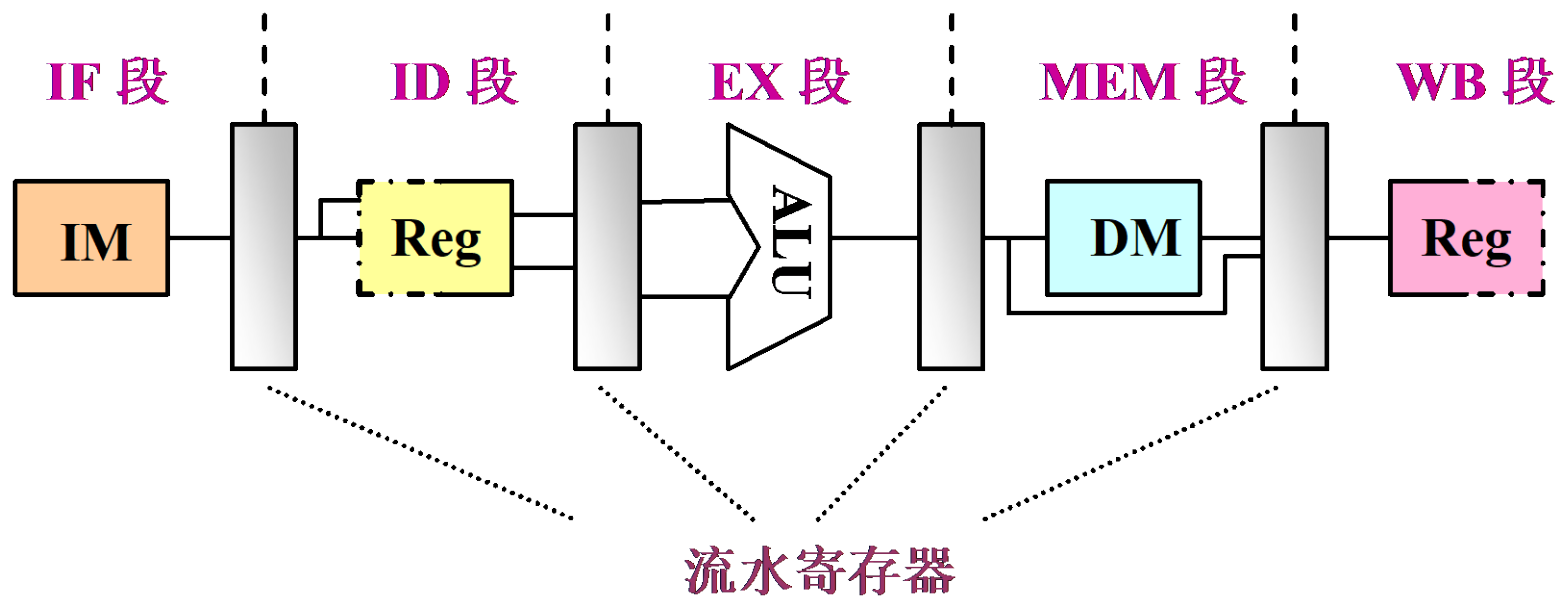 IF 段
ID 段
EX 段
MEM 段
WB 段
IM
Reg
ALU
DM
Reg
流水寄存器